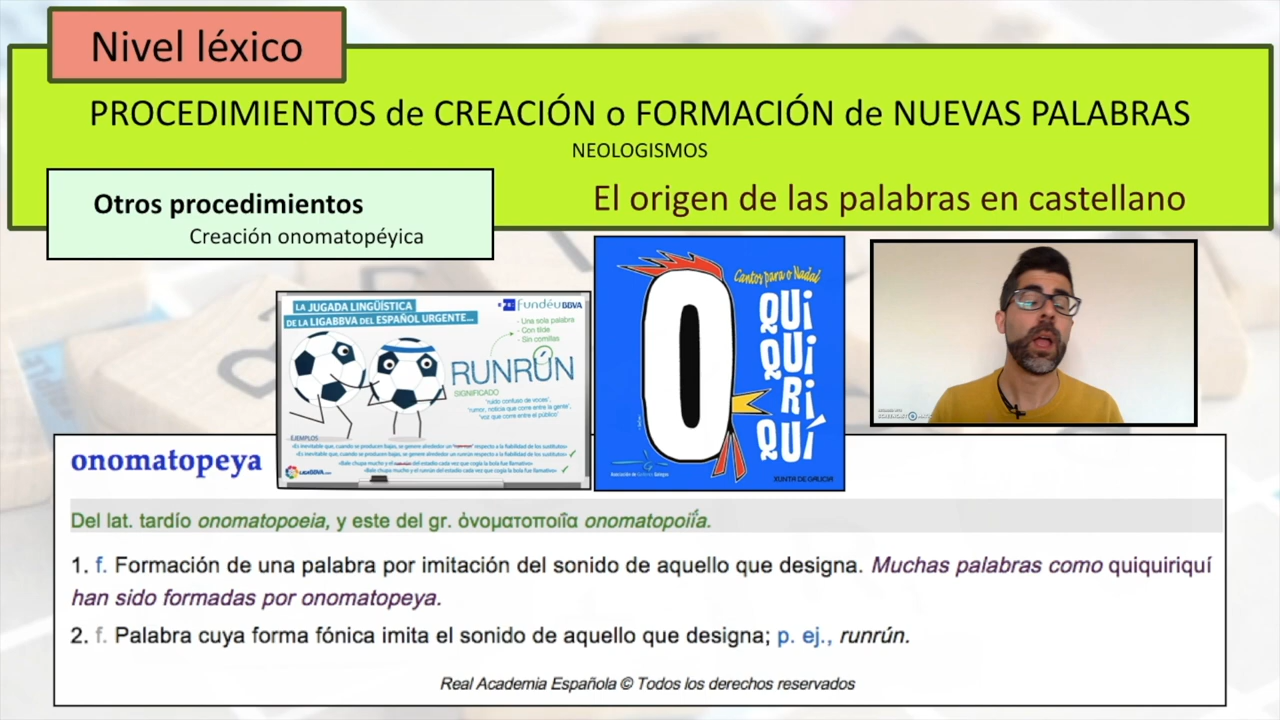 Nivel léxico
PROCEDIMIENTOS de CREACIÓN o FORMACIÓN de NUEVAS PALABRAS
NEOLOGISMOS
Otros procedimientos
Creación onomatopéyica
El origen de las palabras en castellano
LA JUGADA LINGÜÍSTICA
DE LA LIGABBVA DEL ESPAÑOL URGENTE...
fundéu BBVA
- Una sola palabra
- Con tilde
- Sin comillas
RUNRÚN
SIGNIFICADO
"ruido confuso de voces",
"rumor, noticia que corre entre la gente",
"voz que corre entre el público"
EJEMPLOS
LIGABBVA
Cantos para o Nadal
O
QUi
QUi
Ri
QUÍ
XUNTA DE GALICIA
onomatopeya
Del lat. tardío onomatopoeia, y este del gr. ὀνοματοποιΐα onomatopoiía.
1. f. Formación de una palabra por imitación del sonido de aquello que designa. Muchas palabras como quiquiriquí
han sido formadas por onomatopeya.
2. f. Palabra cuya forma fónica imita el sonido de aquello que designa; p. ej., runrún.
Real Academia Española © Todos los derechos reservados